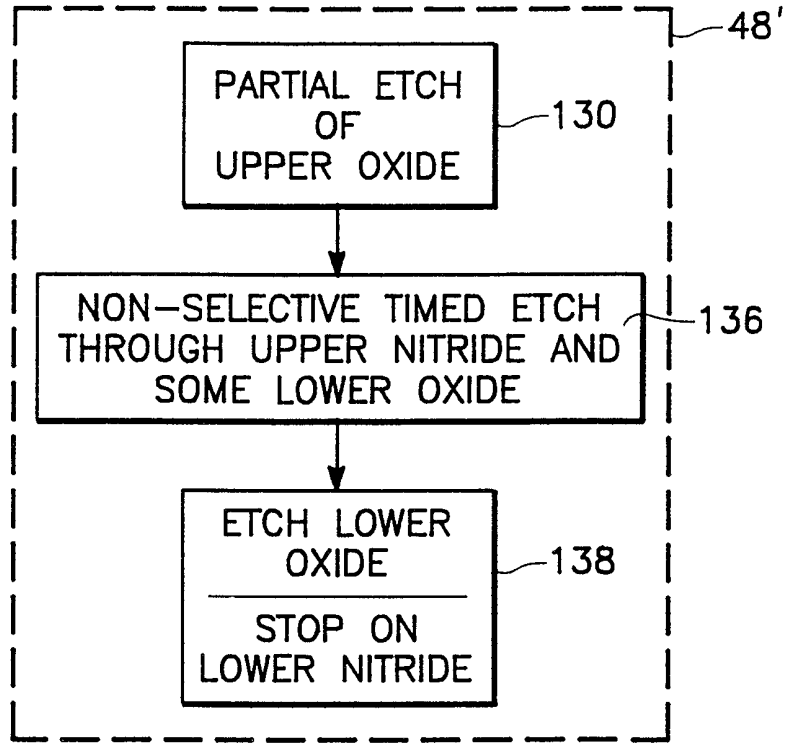 48'
PARTIAL ETCH
OF
UPPER OXIDE
130
NON-SELECTIVE TIMED ETCH
THROUGH UPPER NITRIDE AND
SOME LOWER OXIDE
136
ETCH LOWER
OXIDE
STOP ON
LOWER NITRIDE
138